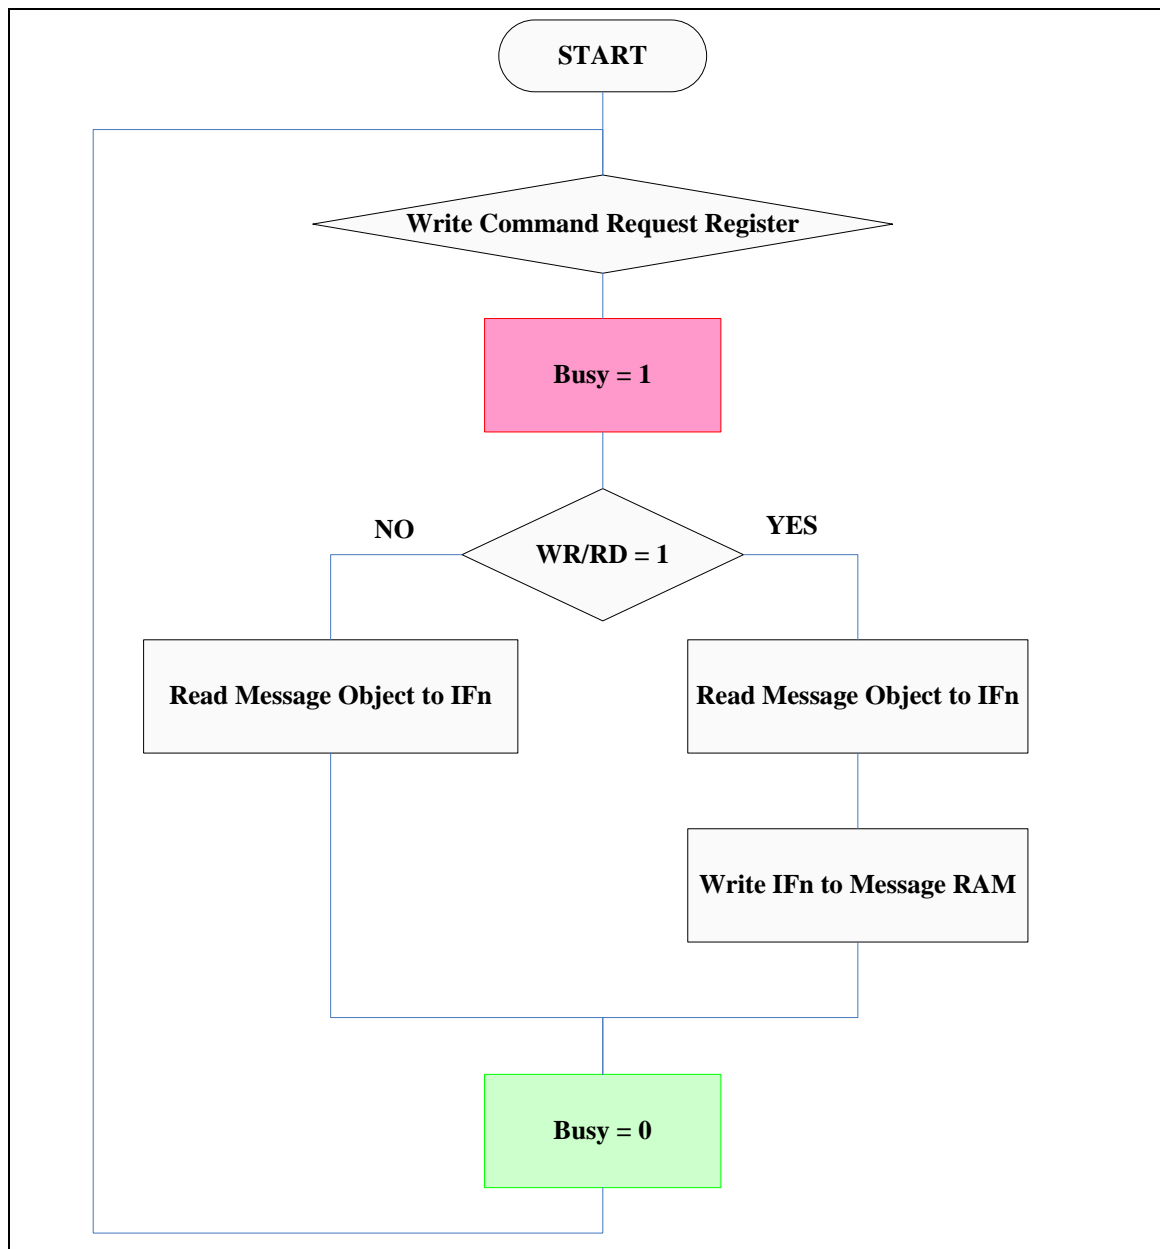 START
Write Command Request Register
Busy = 1
NO
YES
WR/RD = 1
Read Message Object to IFn
Read Message Object to IFn
Write IFn to Message RAM
Busy = 0